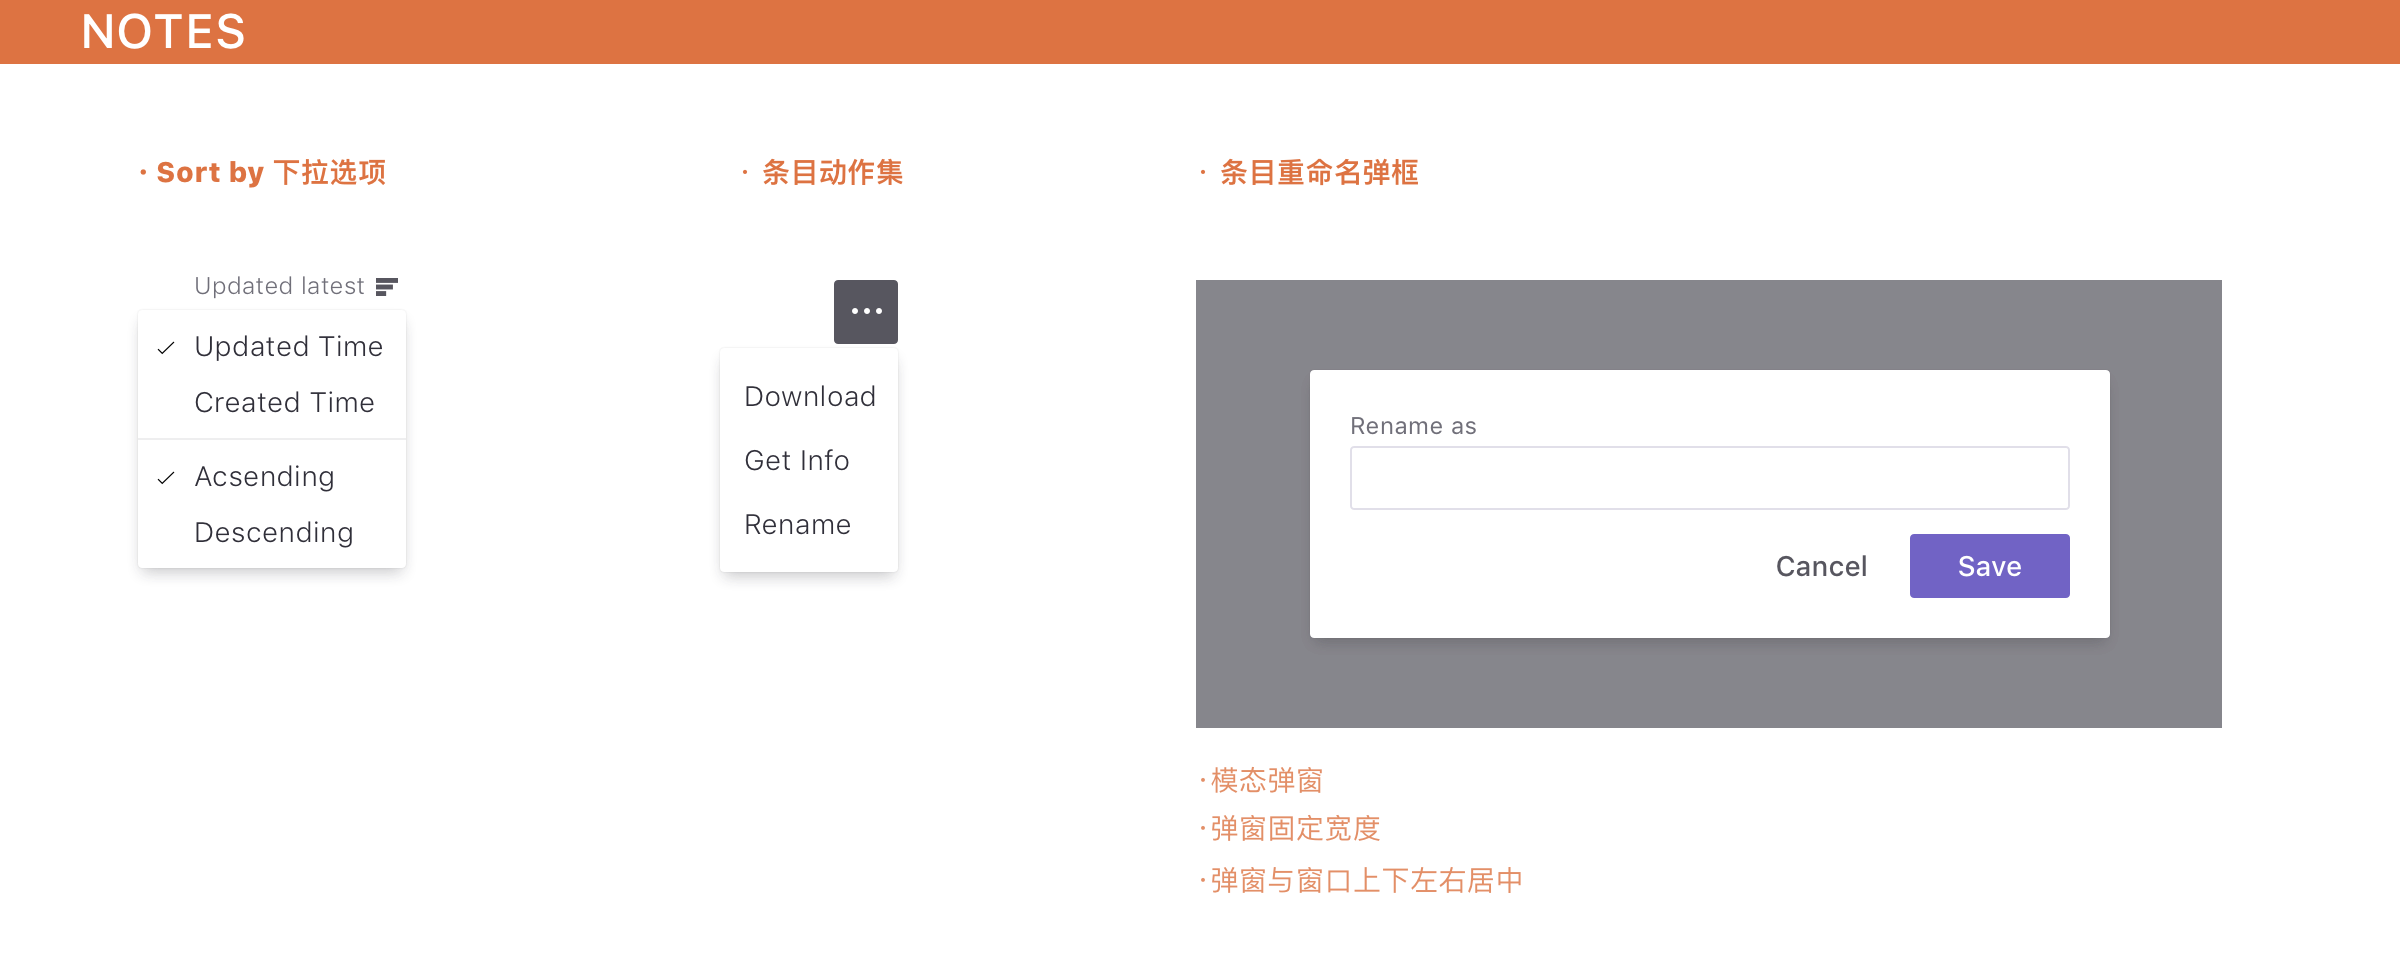 NOTES
· Sort by 下拉选项
Updated latest
Updated Time
Created Time
Acsending
Descending
· 条目动作集
Download
Get Info
Rename
· 条目重命名弹框
Rename as
Cancel
Save
·模态弹窗
·弹窗固定宽度
·弹窗与窗口上下左右居中